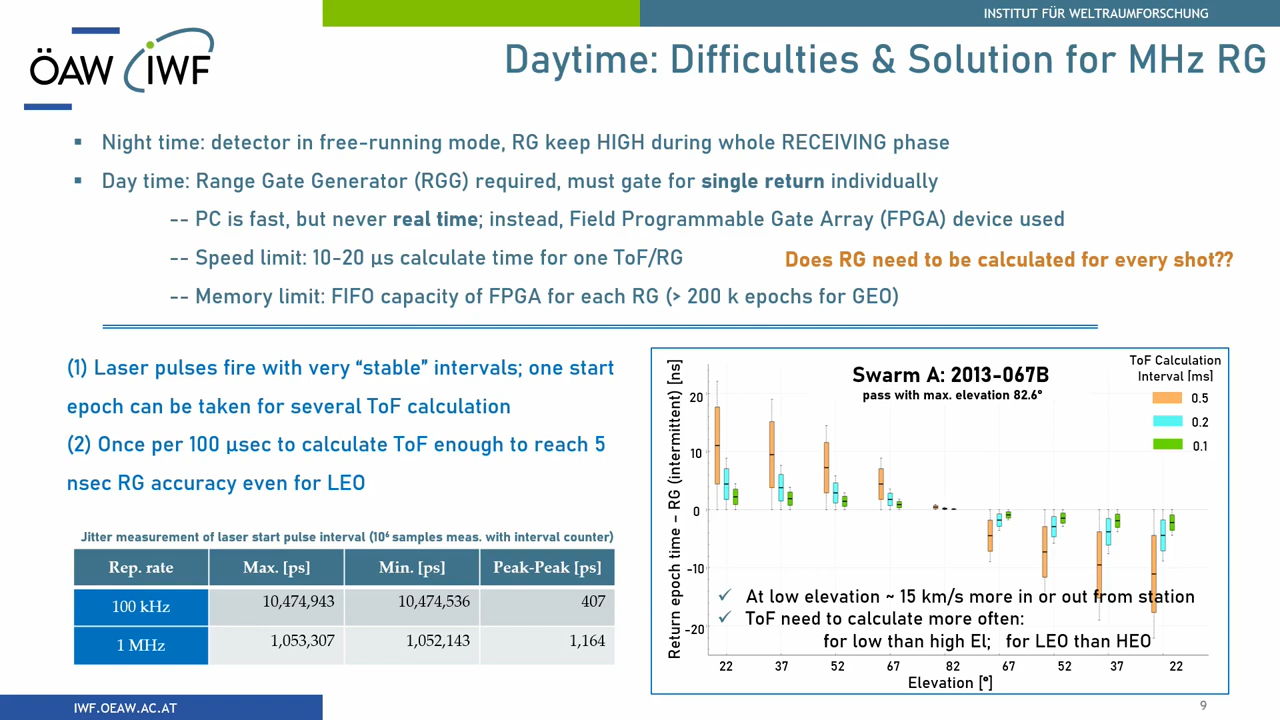 INSTITUT FÜR WELTRAUMFORSCHUNG
ÖAW IWF
Daytime: Difficulties & Solution for MHz RG
▪ Night time: detector in free-running mode, RG keep HIGH during whole RECEIVING phase
▪ Day time: Range Gate Generator (RGG) required, must gate for single return individually
-- PC is fast, but never real time; instead, Field Programmable Gate Array (FPGA) device used
-- Speed limit: 10-20 µs calculate time for one ToF/RG
Does RG need to be calculated for every shot??
-- Memory limit: FIFO capacity of FPGA for each RG (> 200 k epochs for GEO)
(1) Laser pulses fire with very “stable” intervals; one start
epoch can be taken for several ToF calculation
(2) Once per 100 µsec to calculate ToF enough to reach 5
nsec RG accuracy even for LEO
Jitter measurement of laser start pulse interval (10⁶ samples meas. with interval counter)
Rep. rate Max. [ps] Min. [ps] Peak-Peak [ps]
100 kHz 10,474,943 10,474,536 407
1 MHz 1,053,307 1,052,143 1,164
Return epoch time – RG (intermittent) [ns]
Swarm A: 2013-067B
pass with max. elevation 82.6°
ToF Calculation
Interval [ms]
0.5
0.2
0.1
20
10
0
-10
-20
✓ At low elevation ~ 15 km/s more in or out from station
✓ ToF need to calculate more often:
for low than high El; for LEO than HEO
22 37 52 67 82 67 52 37 22
Elevation [°]
IWF.OEAW.AC.AT
9